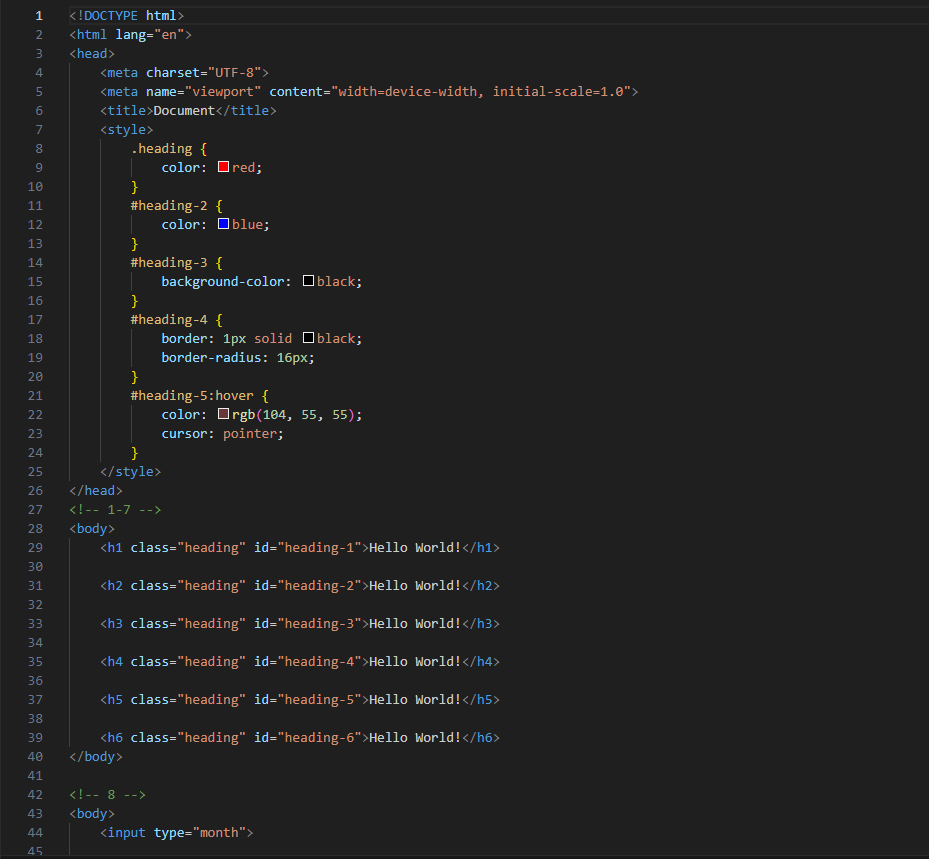 1 <!DOCTYPE html>
2 <html lang="en">
3 <head>
4     <meta charset="UTF-8">
5     <meta name="viewport" content="width=device-width, initial-scale=1.0">
6     <title>Document</title>
7     <style>
8         .heading {
9             color: red;
10         }
11         #heading-2 {
12             color: blue;
13         }
14         #heading-3 {
15             background-color: black;
16         }
17         #heading-4 {
18             border: 1px solid black;
19             border-radius: 16px;
20         }
21         #heading-5:hover {
22             color: rgb(104, 55, 55);
23             cursor: pointer;
24         }
25     </style>
26 </head>
27 <!-- 1-7 -->
28 <body>
29     <h1 class="heading" id="heading-1">Hello World!</h1>
30
31     <h2 class="heading" id="heading-2">Hello World!</h2>
32
33     <h3 class="heading" id="heading-3">Hello World!</h3>
34
35     <h4 class="heading" id="heading-4">Hello World!</h4>
36
37     <h5 class="heading" id="heading-5">Hello World!</h5>
38
39     <h6 class="heading" id="heading-6">Hello World!</h6>
40 </body>
41
42 <!-- 8 -->
43 <body>
44     <input type="month">
45